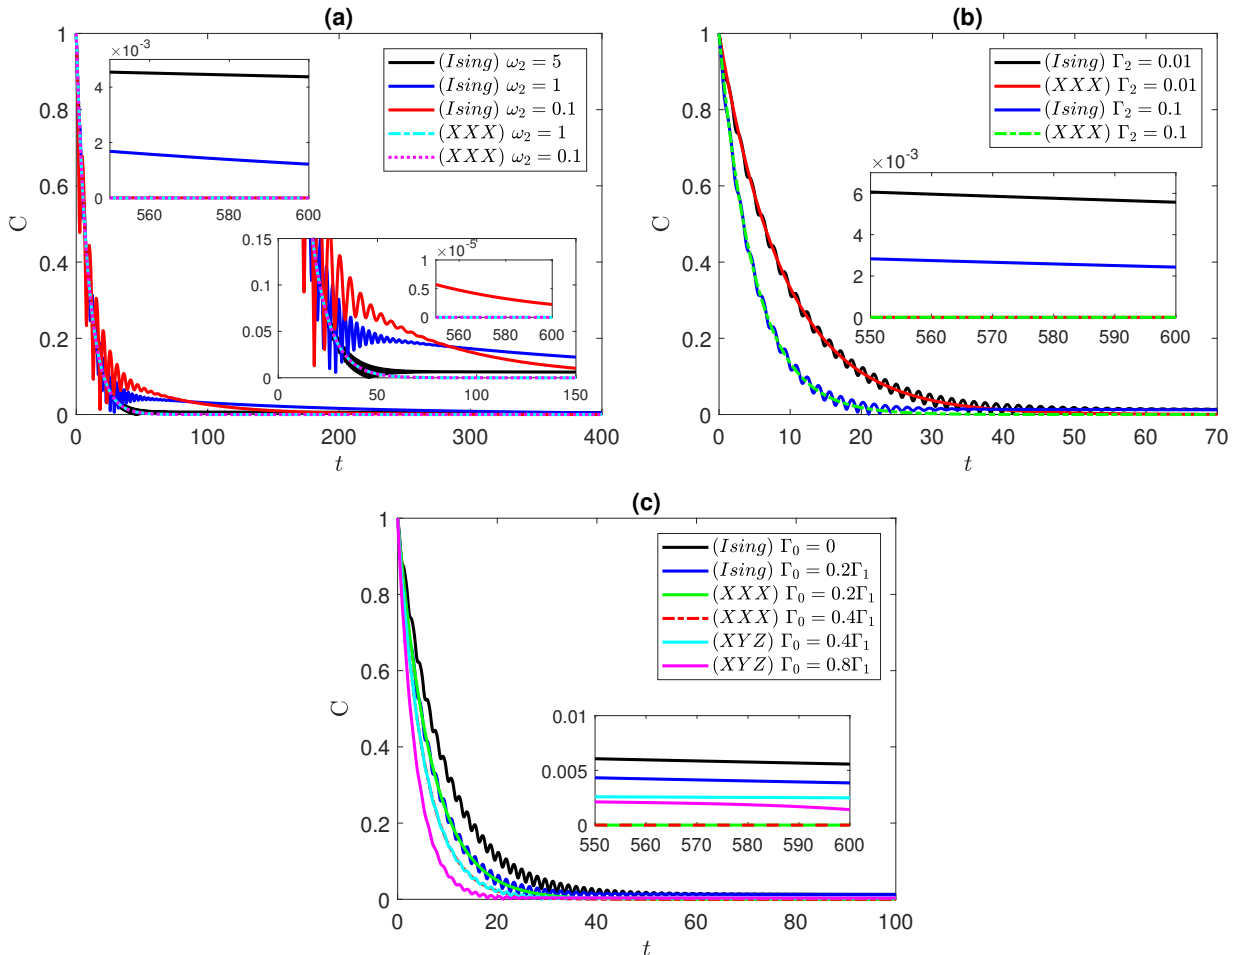 (a)
C
1
0.8
0.6
0.4
0.2
0
0 100 200 300 400
t
(Ising) ω₂ = 5
(Ising) ω₂ = 1
(Ising) ω₂ = 0.1
(XXX) ω₂ = 1
(XXX) ω₂ = 0.1
×10⁻³
4
2
0
560 580 600
0.15
0.1
0.05
0
0 50 100 150
×10⁻⁵
1
0.5
0
560 580 600
(b)
C
1
0.8
0.6
0.4
0.2
0
0 10 20 30 40 50 60 70
t
(Ising) Γ₂ = 0.01
(XXX) Γ₂ = 0.01
(Ising) Γ₂ = 0.1
(XXX) Γ₂ = 0.1
×10⁻³
6
4
2
0
550 560 570 580 590 600
(c)
C
1
0.8
0.6
0.4
0.2
0
0 20 40 60 80 100
t
(Ising) Γ₀ = 0
(Ising) Γ₀ = 0.2Γ₁
(XXX) Γ₀ = 0.2Γ₁
(XXX) Γ₀ = 0.4Γ₁
(XYZ) Γ₀ = 0.4Γ₁
(XYZ) Γ₀ = 0.8Γ₁
0.01
0.005
0
550 560 570 580 590 600